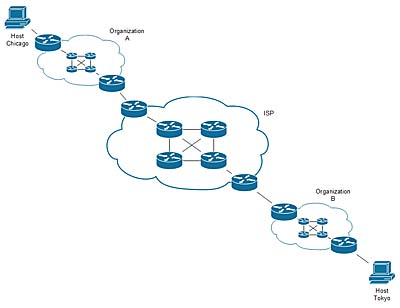 Organization
A
Host
Chicago
ISP
Organization
B
Host
Tokyo